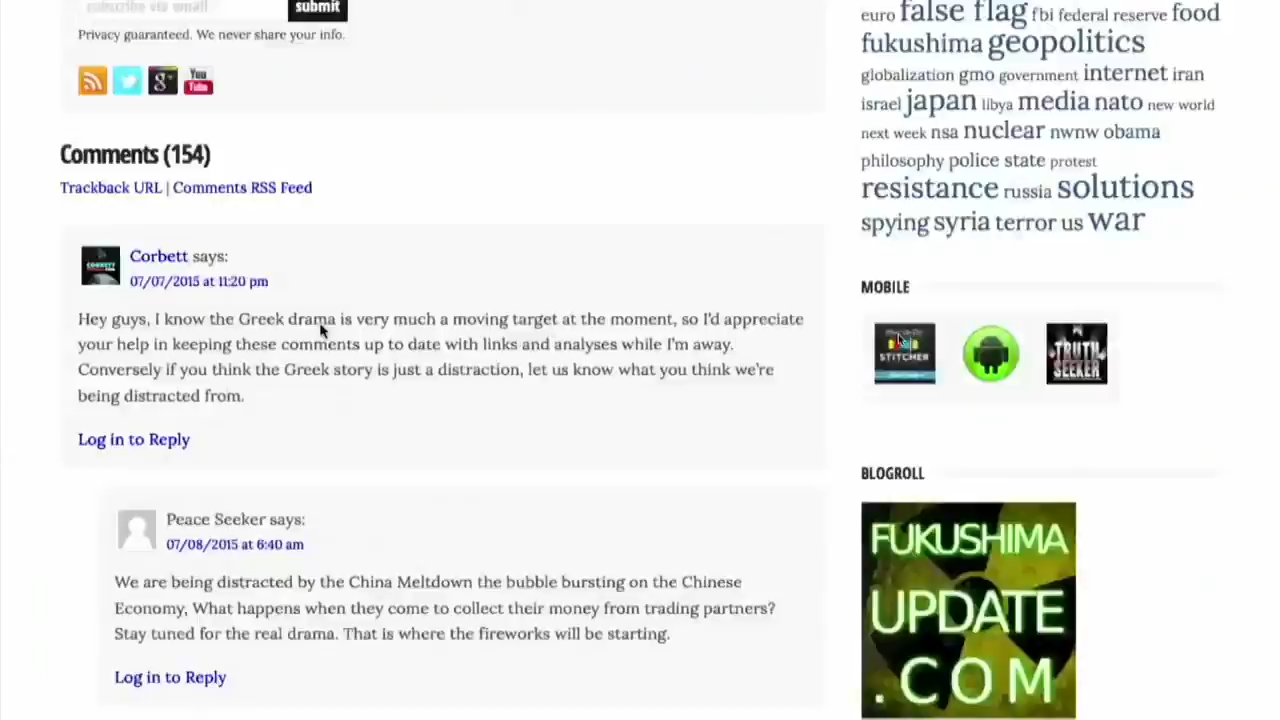 subscribe via email
submit
Privacy guaranteed. We never share your info.
You
Tube
Comments (154)
Trackback URL | Comments RSS Feed
Corbett says:
07/07/2015 at 11:20 pm
Hey guys, I know the Greek drama is very much a moving target at the moment, so I'd appreciate
your help in keeping these comments up to date with links and analyses while I'm away.
Conversely if you think the Greek story is just a distraction, let us know what you think we're
being distracted from.
Log in to Reply
Peace Seeker says:
07/08/2015 at 6:40 am
We are being distracted by the China Meltdown the bubble bursting on the Chinese
Economy, What happens when they come to collect their money from trading partners?
Stay tuned for the real drama. That is where the fireworks will be starting.
Log in to Reply
euro false flag fbi federal reserve food
fukushima geopolitics
globalization gmo government internet iran
israel japan libya media nato new world
next week nsa nuclear nwnw obama
philosophy police state protest
resistance russia solutions
spying syria terror us war
MOBILE
STITCHER
TRUTH
SEEKER
BLOGROLL
FUKUSHIMA
UPDATE
.COM